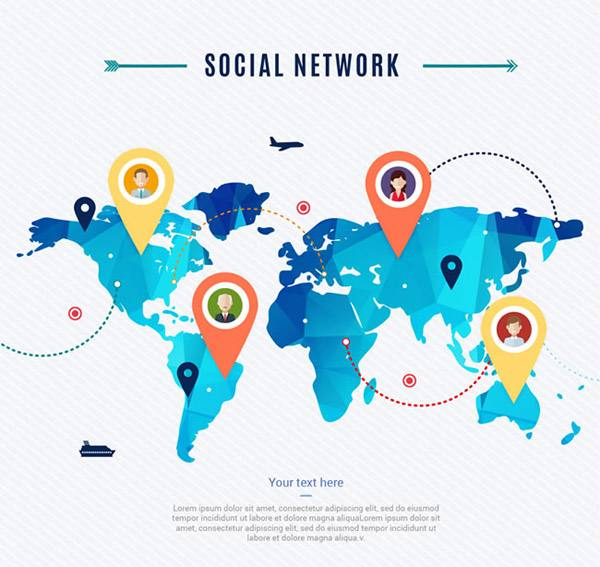 SOCIAL NETWORK
Your text here
Lorem ipsum dolor sit amet, consectetur adipiscing elit, sed do eiusmod
tempor incididunt ut labore et dolore magna aliquaLorem ipsum dolor sit
amet, consectetur adipiscing elit, sed do eiusmod tempor incididunt ut
labore et dolore magna aliqua.v.